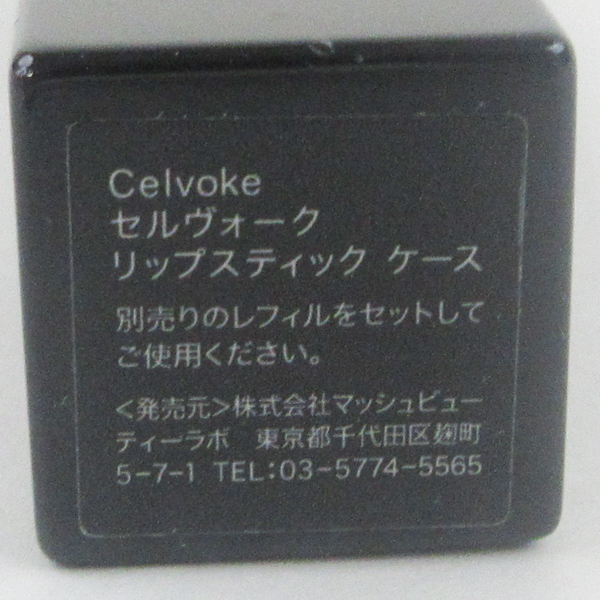 Celvoke
セルヴォーク
リップスティック ケース
別売りのレフィルをセットして
ご使用ください。
<発売元>株式会社マッシュビュー
ティーラボ　東京都千代田区麹町
5-7-1 TEL:03-5774-5565